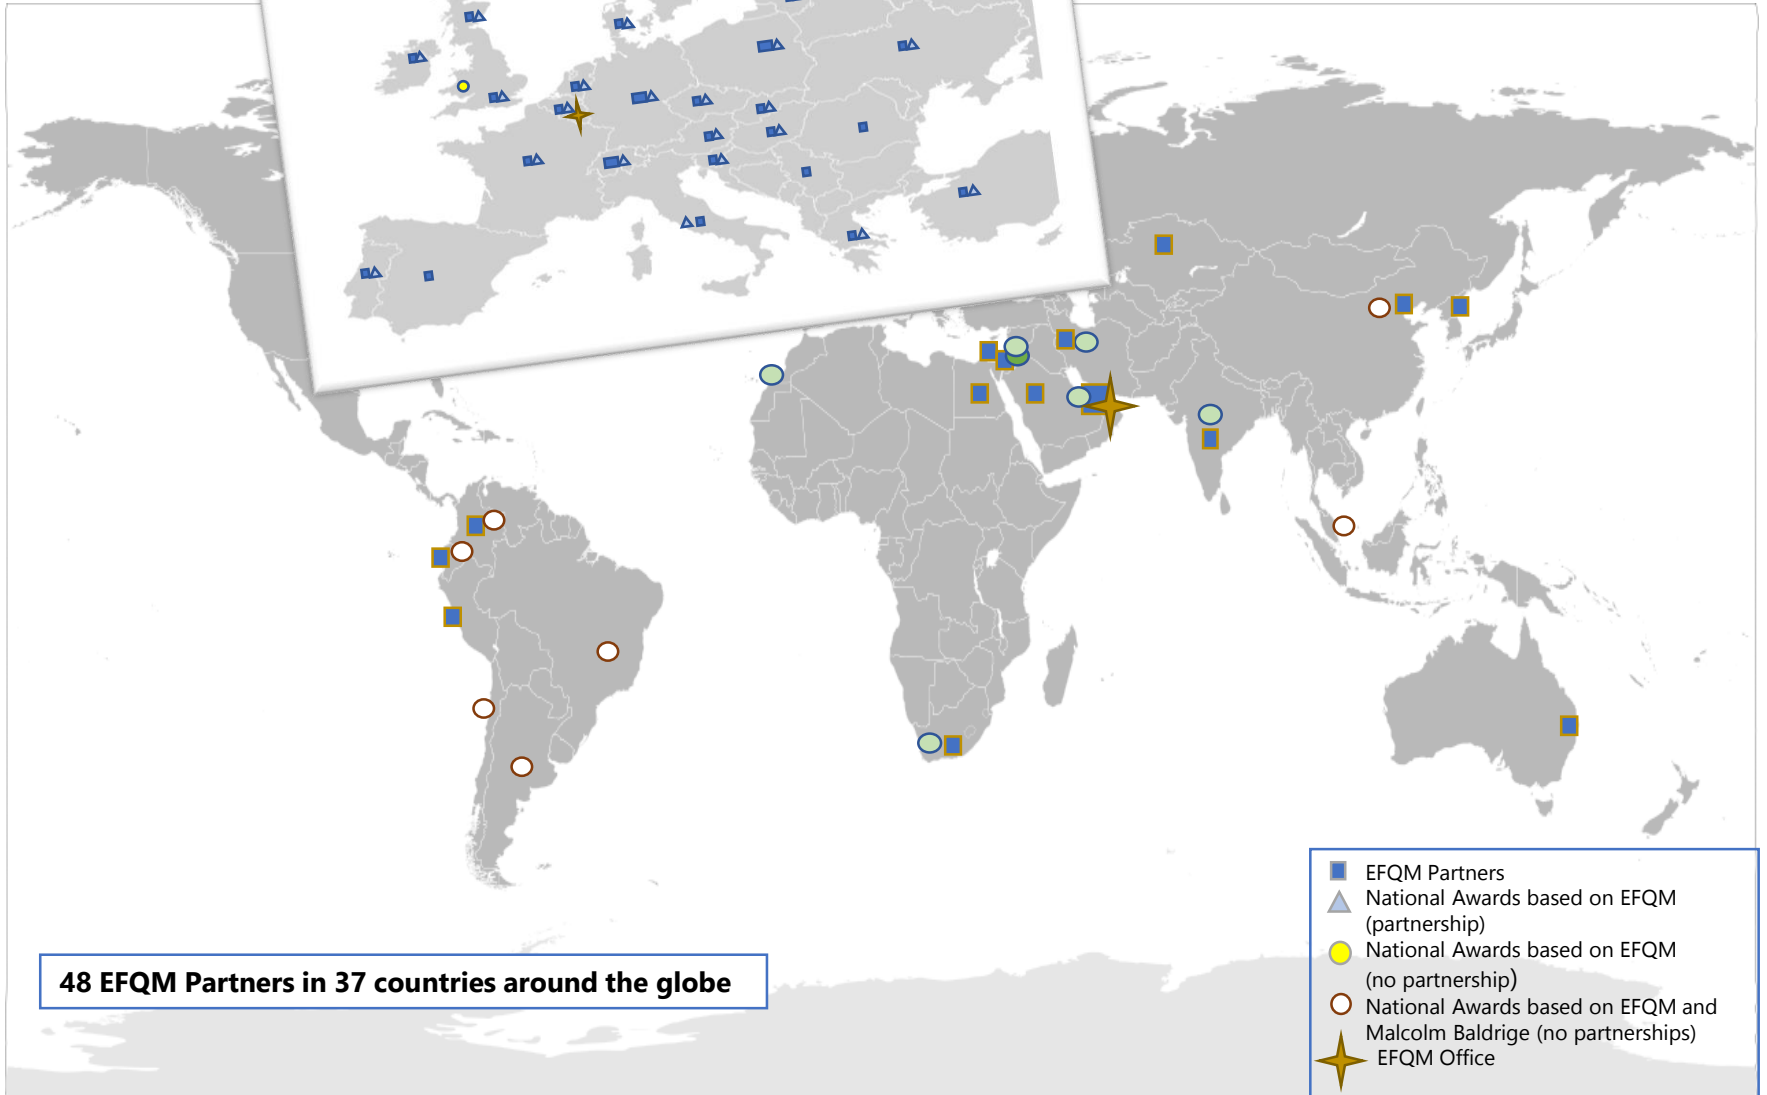 48 EFQM Partners in 37 countries around the globe
EFQM Partners
National Awards based on EFQM
(partnership)
National Awards based on EFQM
(no partnership)
National Awards based on EFQM and
Malcolm Baldrige (no partnerships)
EFQM Office